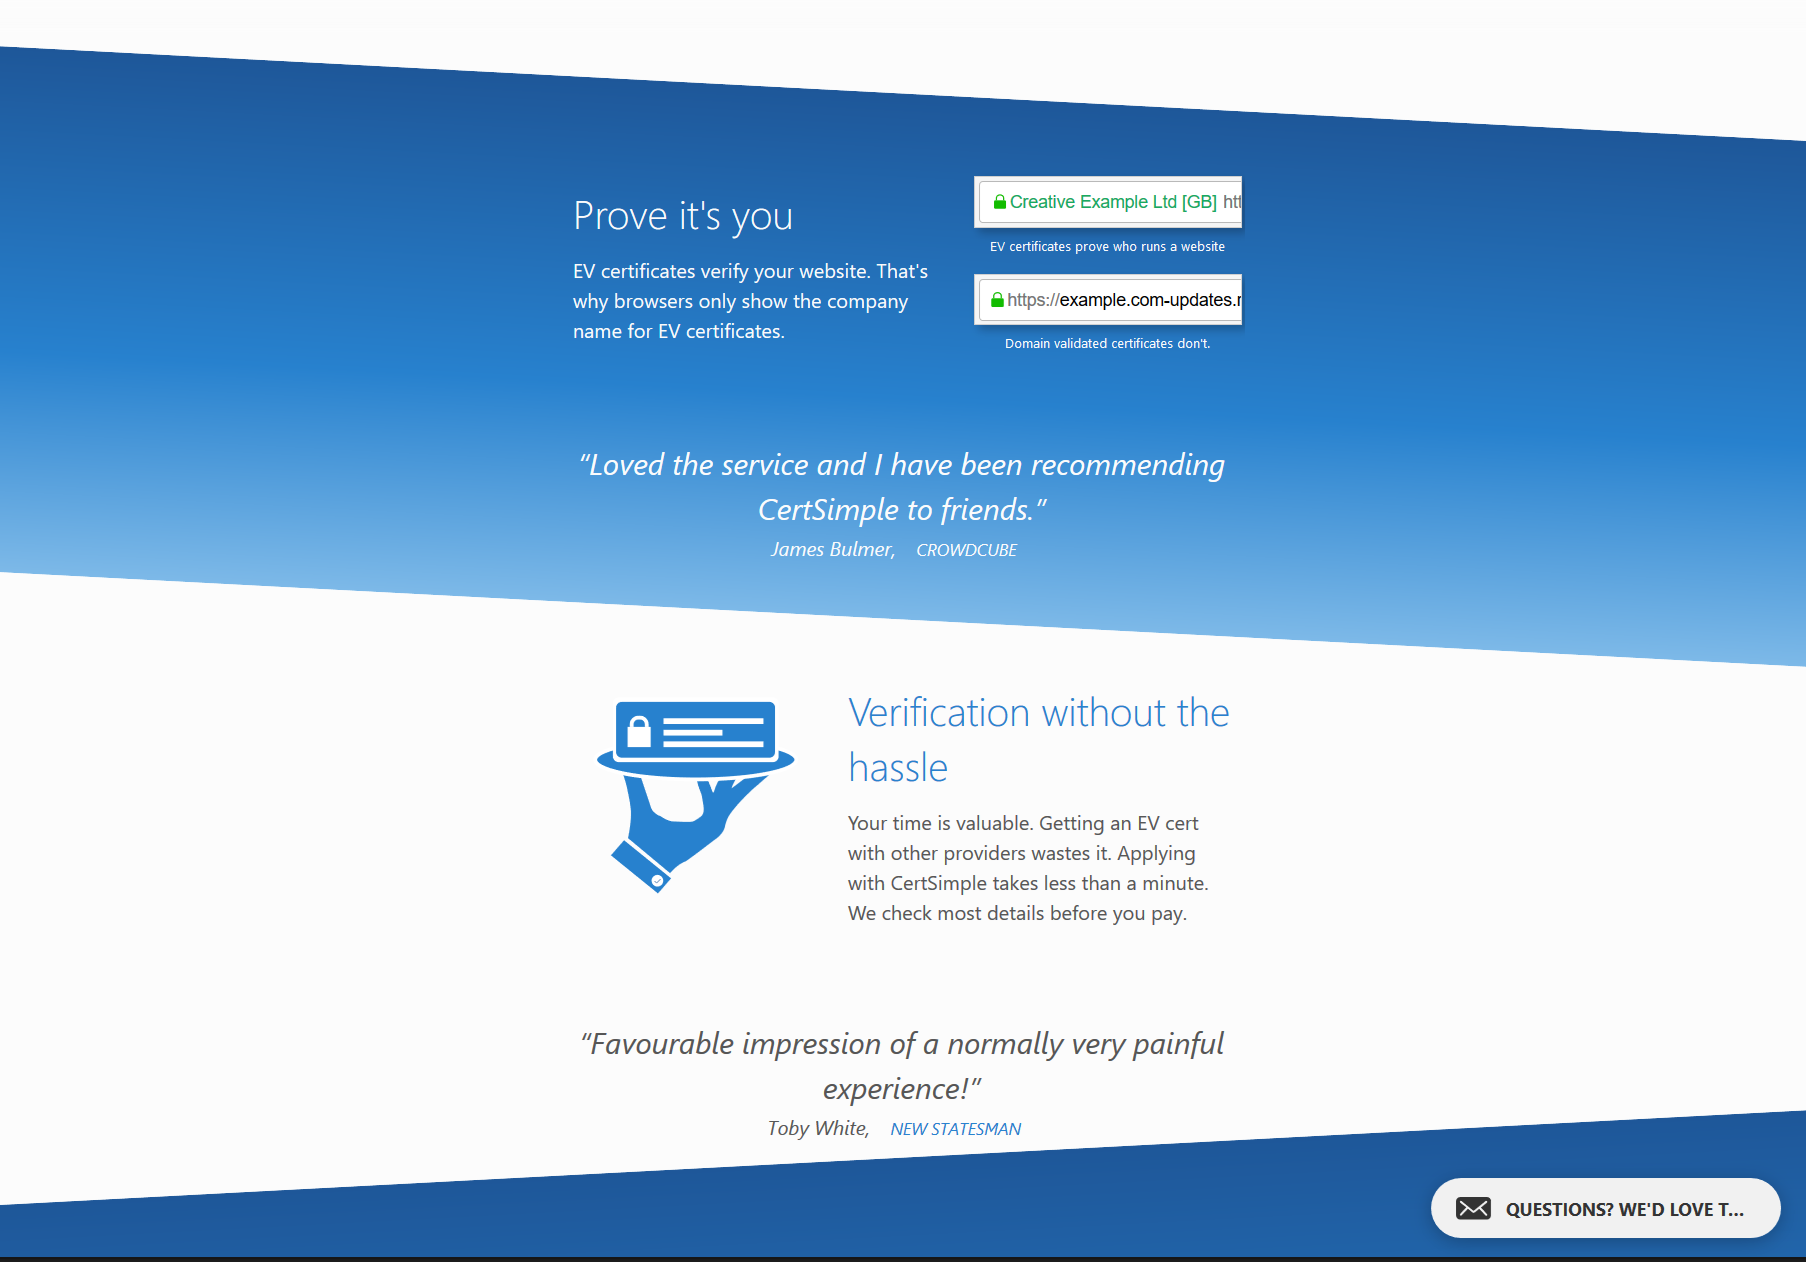 Prove it's you
EV certificates verify your website. That's
why browsers only show the company
name for EV certificates.
Creative Example Ltd [GB] htt
EV certificates prove who runs a website
https://example.com-updates.r
Domain validated certificates don't.
“Loved the service and I have been recommending
CertSimple to friends.”
James Bulmer, CROWDCUBE
Verification without the
hassle
Your time is valuable. Getting an EV cert
with other providers wastes it. Applying
with CertSimple takes less than a minute.
We check most details before you pay.
“Favourable impression of a normally very painful
experience!”
Toby White, NEW STATESMAN
QUESTIONS? WE'D LOVE T...